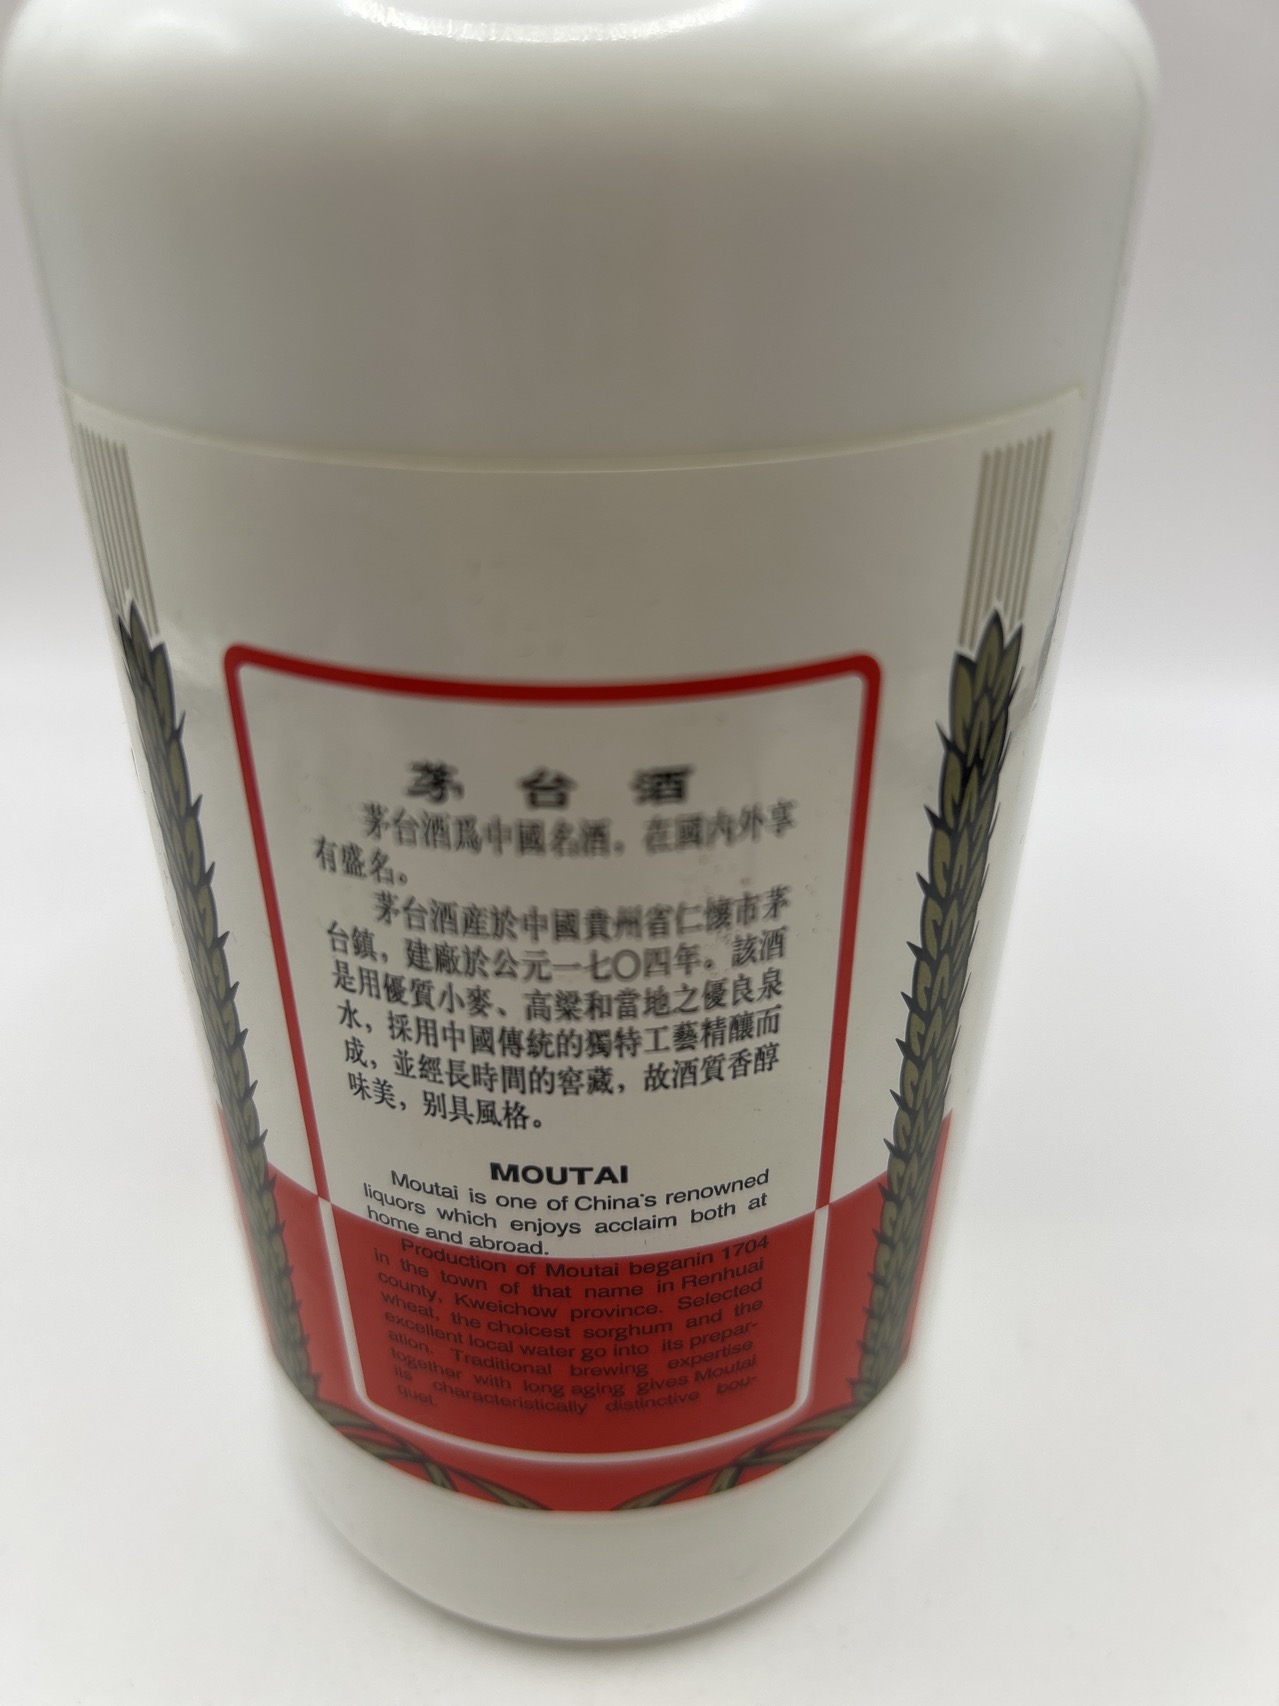 茅台酒
茅台酒爲中國名酒。在國内外享
有盛名。
茅台酒産於中國貴州省仁懷市茅
台鎮，建廠於公元一七〇四年。該酒
是用優質小麥、高粱和當地之優良泉
水，採用中國傳統的獨特工藝精釀而
成，並經長時間的窖藏，故酒質香醇
味美，别具風格。
MOUTAI
Moutai is one of China's renowned
liquors which enjoys acclaim both at
home and abroad.
Production of Moutai beganin 1704
in the town of that name in Renhuai
county, Kweichow province. Selected
wheat, the choicest sorghum and the
excellent local water go into its prepar-
ation. Traditional brewing expertise
together with long aging gives Moutai
its characteristically distinctive bou-
quet.